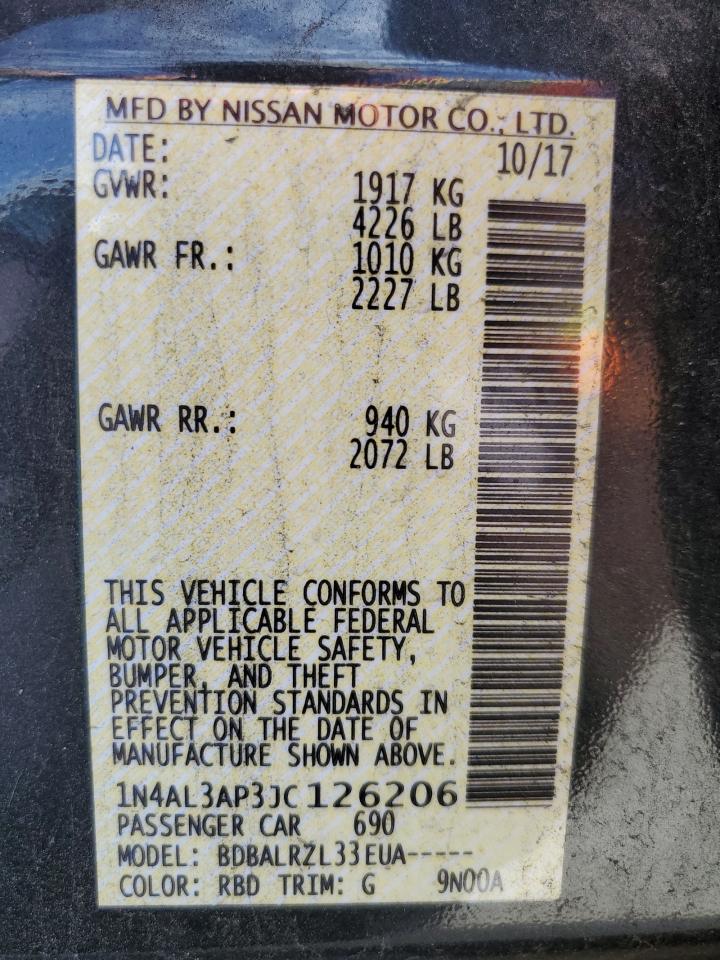 MFD BY NISSAN MOTOR CO., LTD.
DATE: 10/17
GVWR: 1917 KG
4226 LB
GAWR FR.: 1010 KG
2227 LB
GAWR RR.: 940 KG
2072 LB
THIS VEHICLE CONFORMS TO
ALL APPLICABLE FEDERAL
MOTOR VEHICLE SAFETY,
BUMPER, AND THEFT
PREVENTION STANDARDS IN
EFFECT ON THE DATE OF
MANUFACTURE SHOWN ABOVE.
1N4AL3AP3JC126206
PASSENGER CAR 690
MODEL: BDBALRZL33EUA-----
COLOR: RBD TRIM: G 9N00A